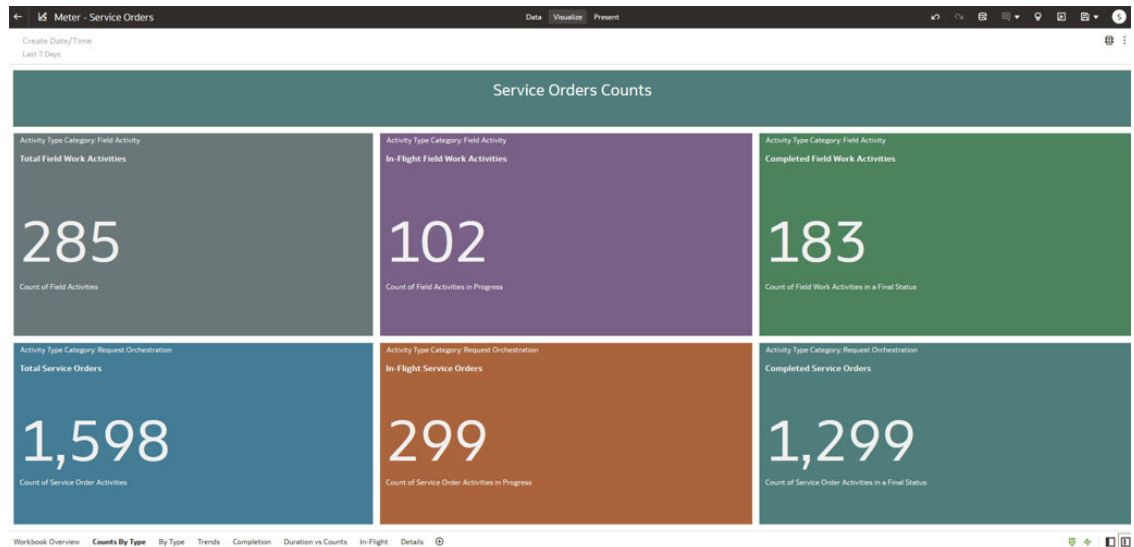 Meter - Service Orders
Data Visualize Present
S
Create Date/Time
Last 7 Days
Service Orders Counts
Activity Type Category: Field Activity
Total Field Work Activities
285
Count of Field Activities
Activity Type Category: Field Activity
In-Flight Field Work Activities
102
Count of Field Activities in Progress
Activity Type Category: Field Activity
Completed Field Work Activities
183
Count of Field Work Activities in a Final Status
Activity Type Category: Request Orchestration
Total Service Orders
1,598
Count of Service Order Activities
Activity Type Category: Request Orchestration
In-Flight Service Orders
299
Count of Service Order Activities in Progress
Activity Type Category: Request Orchestration
Completed Service Orders
1,299
Count of Service Order Activities in a Final Status
Workbook Overview Counts By Type By Type Trends Completion Duration vs Counts In-Flight Details